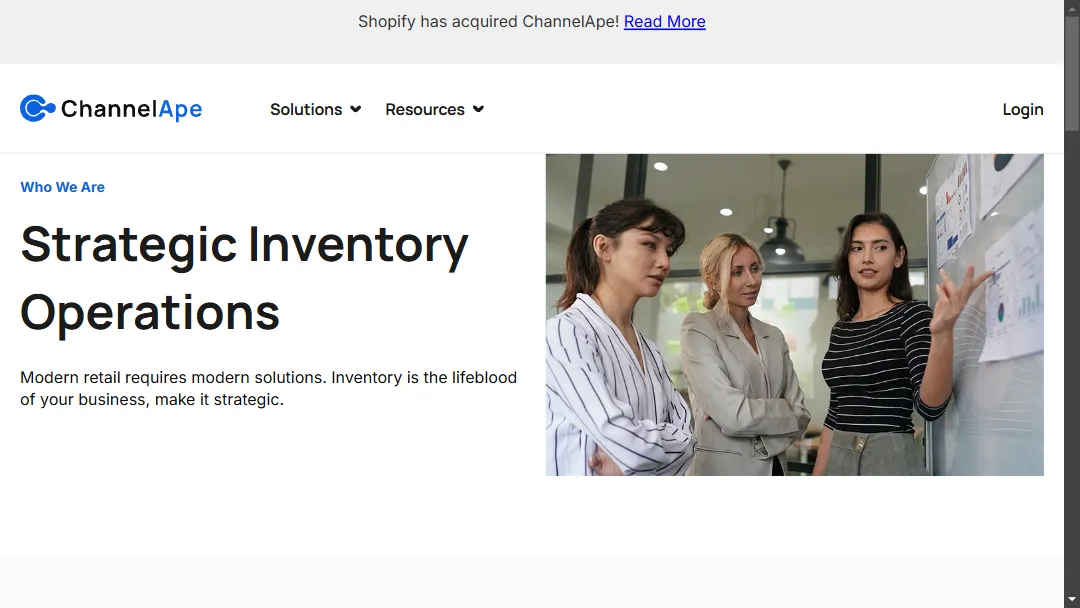 Shopify has acquired ChannelApe! Read More
ChannelApe
Solutions
Resources
Login
Who We Are
Strategic Inventory
Operations
Modern retail requires modern solutions. Inventory is the lifeblood
of your business, make it strategic.